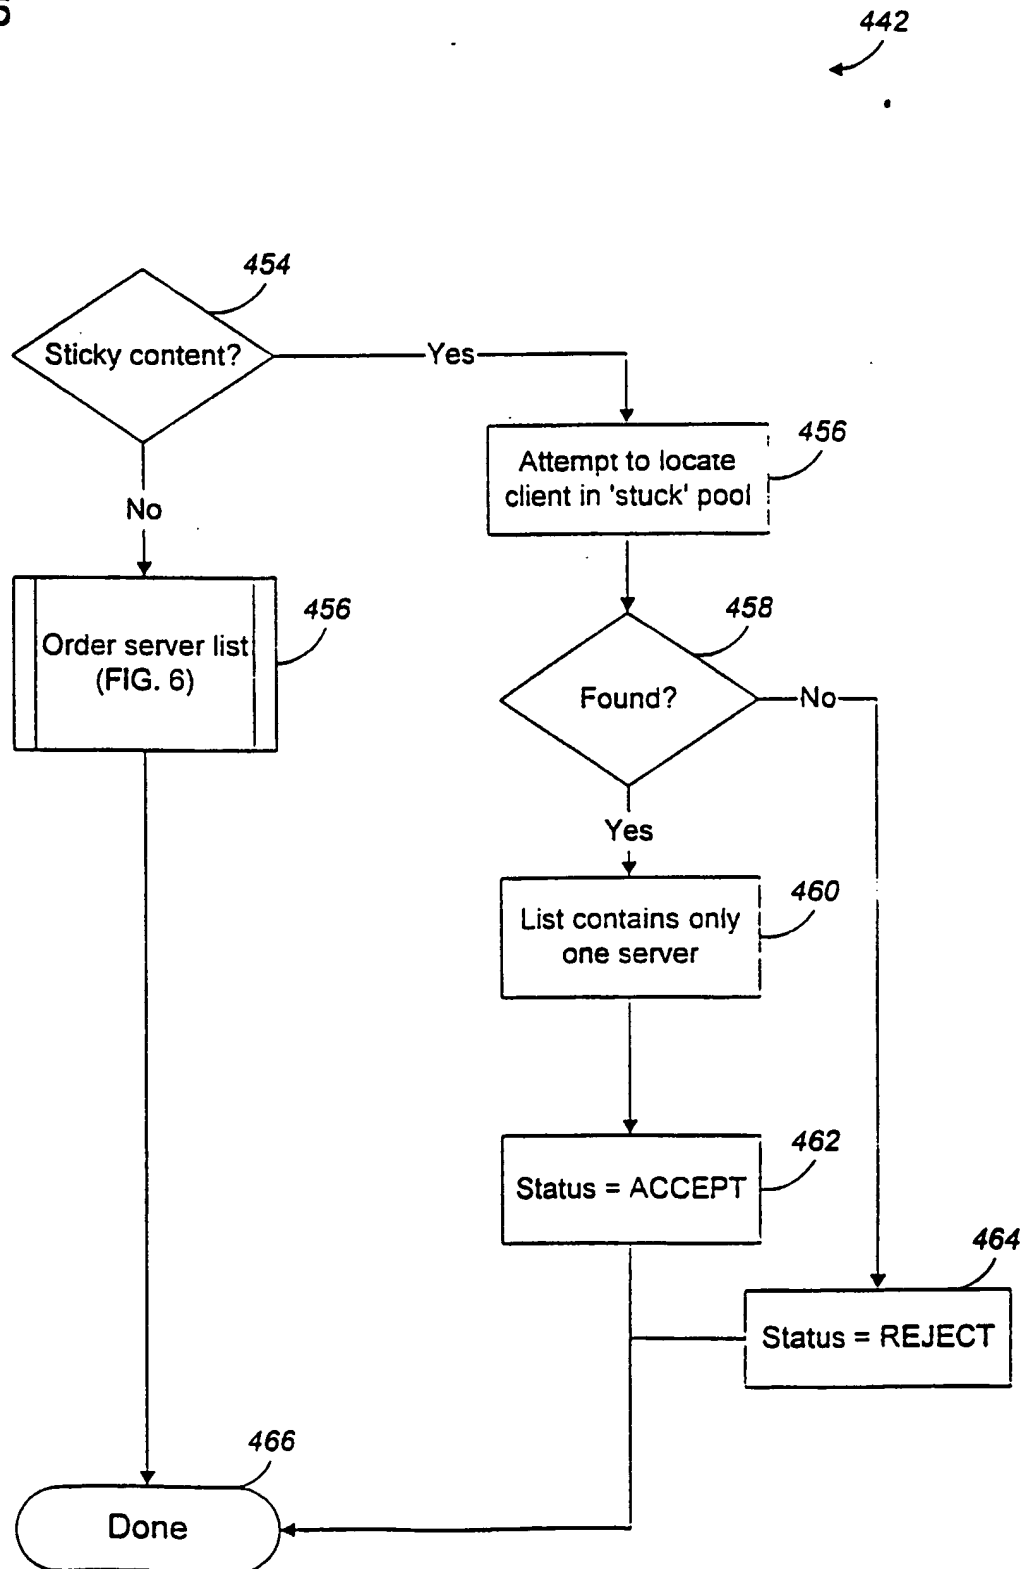 5
442
454
Sticky content?
Yes
456
Attempt to locate
client in 'stuck' pool
No
456
Order server list
(FIG. 6)
458
Found?
No
Yes
460
List contains only
one server
462
Status = ACCEPT
464
Status = REJECT
466
Done